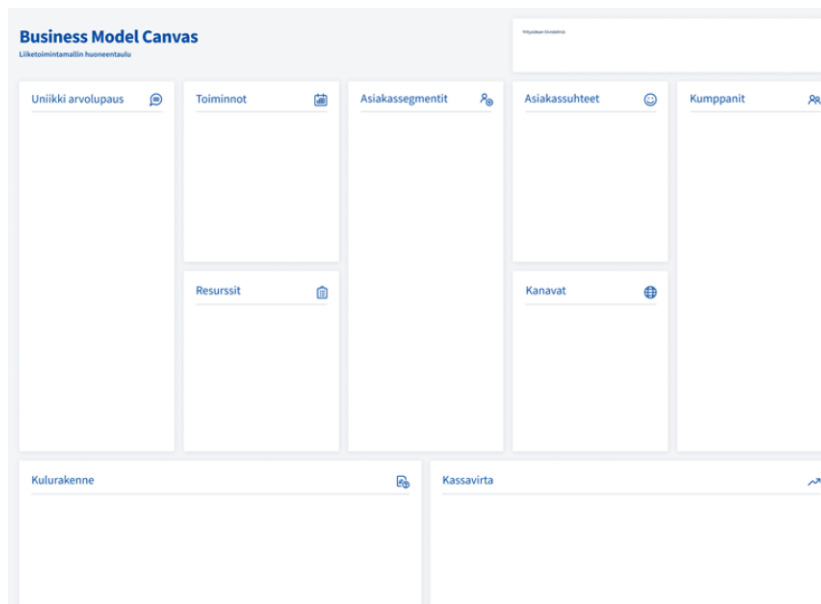 Business Model Canvas
Liiketoimintamallin huoneentaulu
Uniikki arvolupaus
Toiminnot
Asiakassegmentit
Asiakassuhteet
Kumppanit
Resurssit
Kanavat
Kulurakenne
Kassavirta